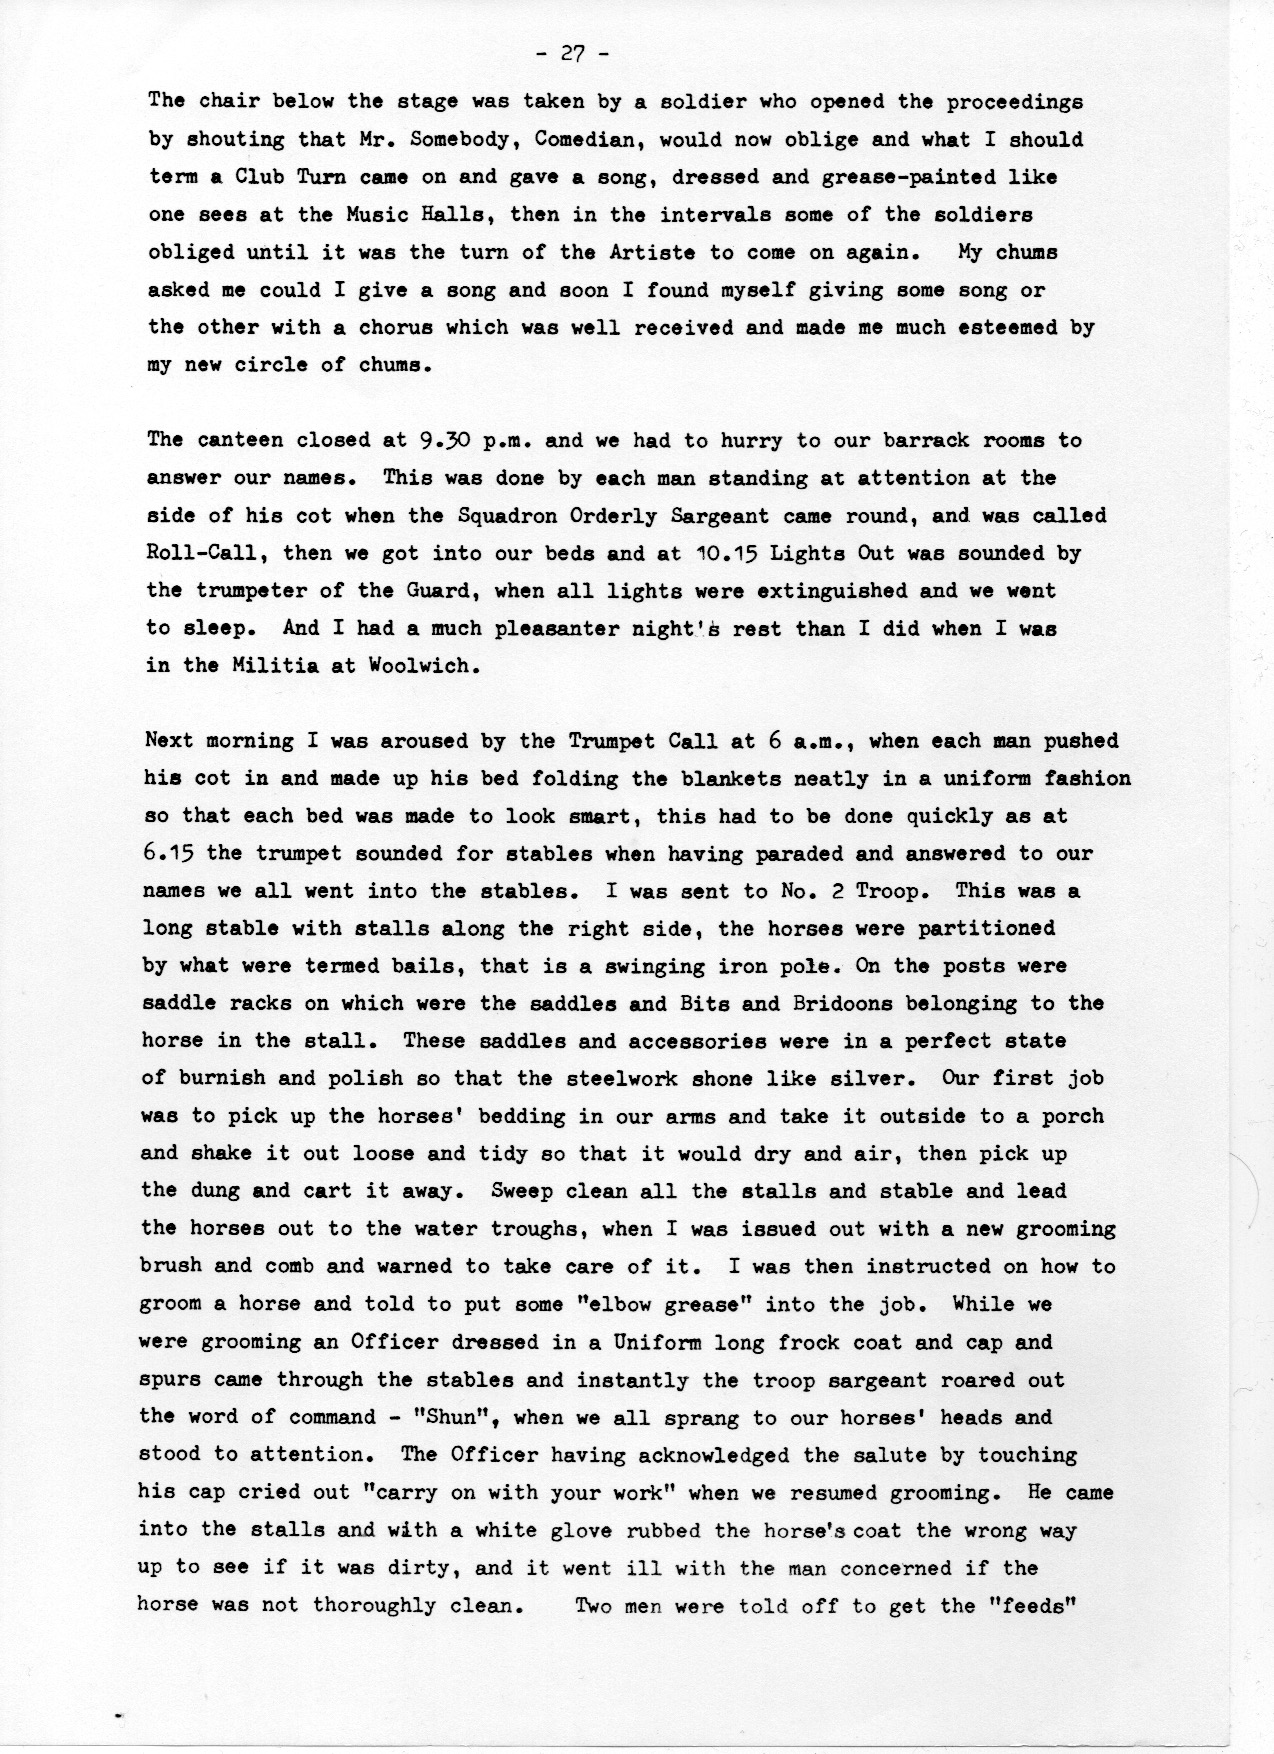 - 27 -
The chair below the stage was taken by a soldier who opened the proceedings
by shouting that Mr. Somebody, Comedian, would now oblige and what I should
term a Club Turn came on and gave a song, dressed and grease-painted like
one sees at the Music Halls, then in the intervals some of the soldiers
obliged until it was the turn of the Artiste to come on again.   My chums
asked me could I give a song and soon I found myself giving some song or
the other with a chorus which was well received and made me much esteemed by
my new circle of chums.
The canteen closed at 9.30 p.m. and we had to hurry to our barrack rooms to
answer our names.  This was done by each man standing at attention at the
side of his cot when the Squadron Orderly Sargeant came round, and was called
Roll-Call, then we got into our beds and at 10.15 Lights Out was sounded by
the trumpeter of the Guard, when all lights were extinguished and we went
to sleep.  And I had a much pleasanter night's rest than I did when I was
in the Militia at Woolwich.
Next morning I was aroused by the Trumpet Call at 6 a.m., when each man pushed
his cot in and made up his bed folding the blankets neatly in a uniform fashion
so that each bed was made to look smart, this had to be done quickly as at
6.15 the trumpet sounded for stables when having paraded and answered to our
names we all went into the stables.  I was sent to No. 2 Troop.  This was a
long stable with stalls along the right side, the horses were partitioned
by what were termed bails, that is a swinging iron pole. On the posts were
saddle racks on which were the saddles and Bits and Bridoons belonging to the
horse in the stall.  These saddles and accessories were in a perfect state
of burnish and polish so that the steelwork shone like silver.  Our first job
was to pick up the horses' bedding in our arms and take it outside to a porch
and shake it out loose and tidy so that it would dry and air, then pick up
the dung and cart it away.  Sweep clean all the stalls and stable and lead
the horses out to the water troughs, when I was issued out with a new grooming
brush and comb and warned to take care of it.  I was then instructed on how to
groom a horse and told to put some "elbow grease" into the job.  While we
were grooming an Officer dressed in a Uniform long frock coat and cap and
spurs came through the stables and instantly the troop sargeant roared out
the word of command - "Shun", when we all sprang to our horses' heads and
stood to attention.  The Officer having acknowledged the salute by touching
his cap cried out "carry on with your work" when we resumed grooming.  He came
into the stalls and with a white glove rubbed the horse's coat the wrong way
up to see if it was dirty, and it went ill with the man concerned if the
horse was not thoroughly clean.    Two men were told off to get the "feeds"